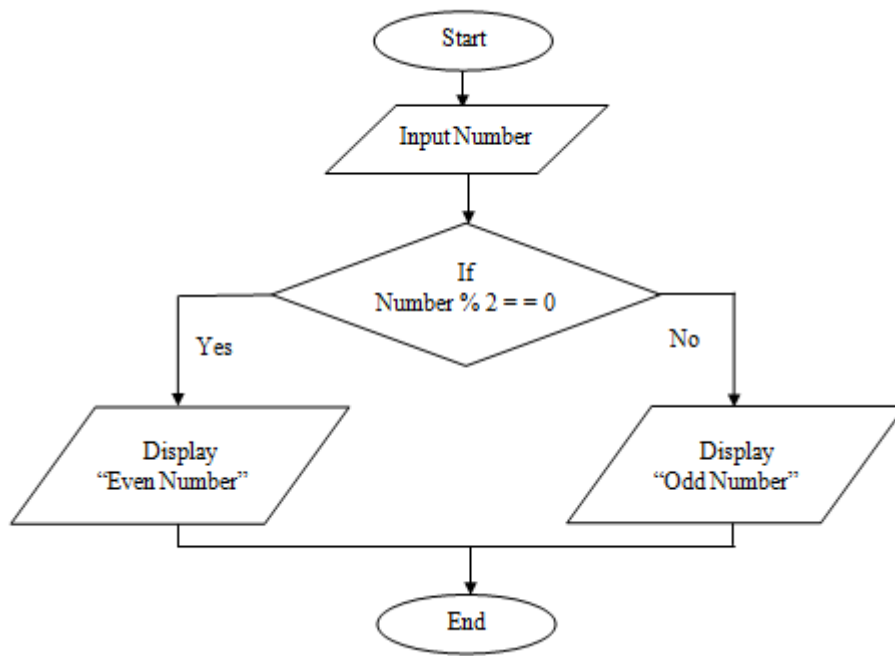 Start
Input Number
If
Number % 2 = = 0
Yes
No
Display
“Even Number”
Display
“Odd Number”
End